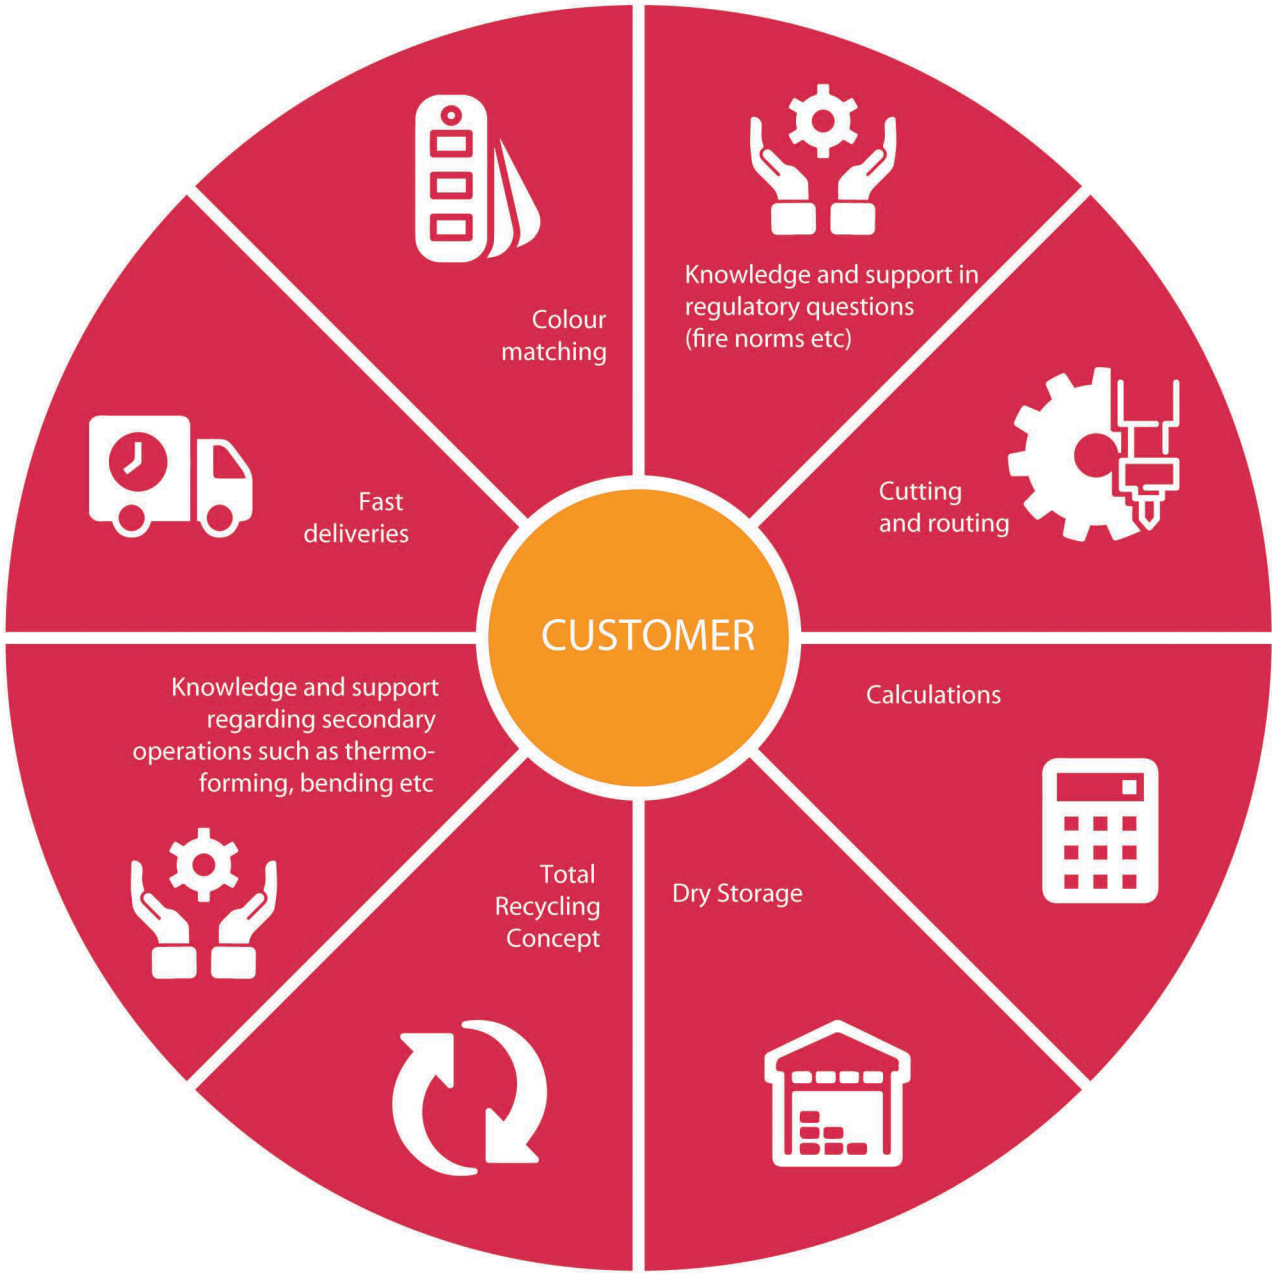 Colour
matching
Knowledge and support in
regulatory questions
(fire norms etc)
Cutting
and routing
Fast
deliveries
CUSTOMER
Knowledge and support
regarding secondary
operations such as thermo-
forming, bending etc
Calculations
Total
Recycling
Concept
Dry Storage